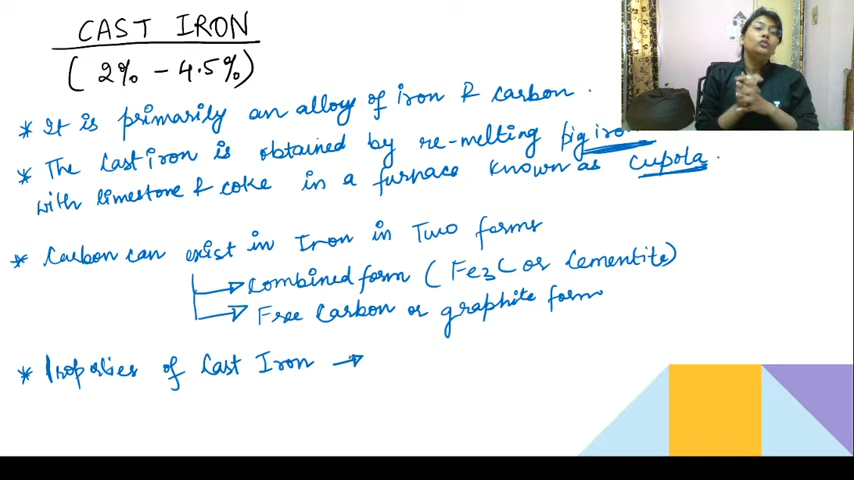 CAST IRON
(2% - 4.5%)
* It is primarily an alloy of iron & carbon.
* The Cast iron is obtained by re-melting pig iron
with limestone & coke in a furnace known as cupola.
* Carbon can exist in Iron in Two forms
→ Combined form (Fe3C or Cementite)
→ Free Carbon or graphite form
* Properties of Cast Iron →